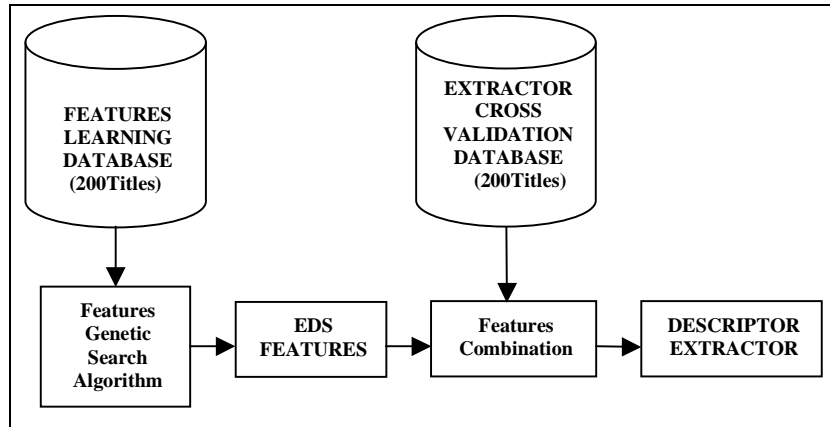 FEATURES
LEARNING
DATABASE
(200Titles)
EXTRACTOR
CROSS
VALIDATION
DATABASE
(200Titles)
Features
Genetic
Search
Algorithm
EDS
FEATURES
Features
Combination
DESCRIPTOR
EXTRACTOR